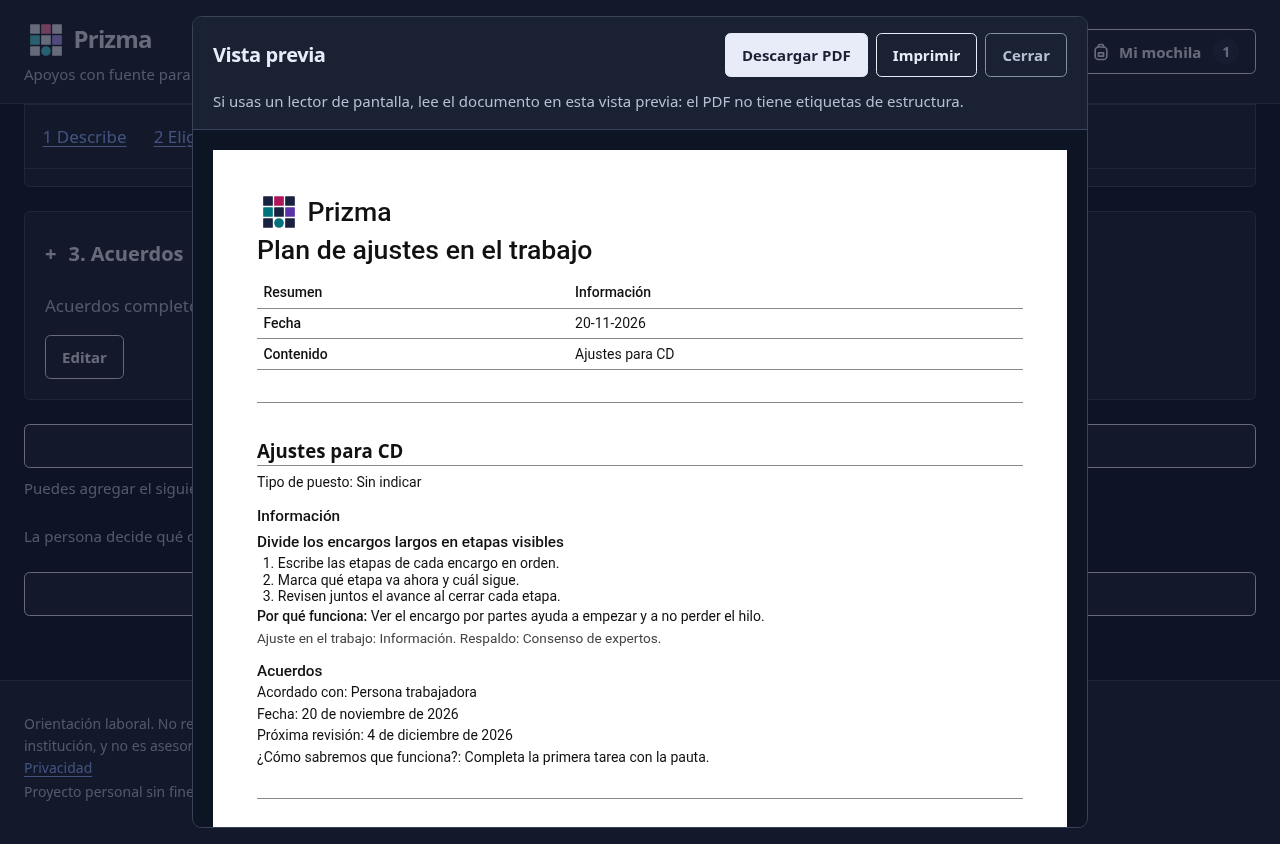 Prizma
Apoyos con fuente para
Mi mochila 1
1 Describe 2 Elig
+ 3. Acuerdos
Acuerdos complet
Editar
Puedes agregar el siguie
La persona decide qué
Orientación laboral. No re
institución, y no es aseso
Privacidad
Proyecto personal sin fine
Vista previa
Descargar PDF
Imprimir
Cerrar
Si usas un lector de pantalla, lee el documento en esta vista previa: el PDF no tiene etiquetas de estructura.
Prizma
Plan de ajustes en el trabajo
Resumen Información
Fecha 20-11-2026
Contenido Ajustes para CD
Ajustes para CD
Tipo de puesto: Sin indicar
Información
Divide los encargos largos en etapas visibles
1. Escribe las etapas de cada encargo en orden.
2. Marca qué etapa va ahora y cuál sigue.
3. Revisen juntos el avance al cerrar cada etapa.
Por qué funciona: Ver el encargo por partes ayuda a empezar y a no perder el hilo.
Ajuste en el trabajo: Información. Respaldo: Consenso de expertos.
Acuerdos
Acordado con: Persona trabajadora
Fecha: 20 de noviembre de 2026
Próxima revisión: 4 de diciembre de 2026
¿Cómo sabremos que funciona?: Completa la primera tarea con la pauta.